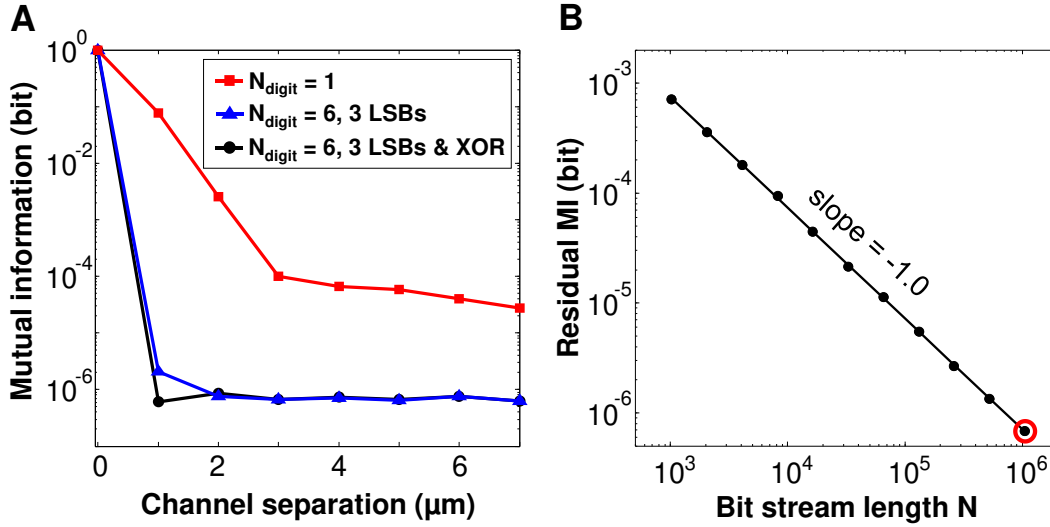 A
Mutual information (bit)
10^0
10^-2
10^-4
10^-6
N_digit = 1
N_digit = 6, 3 LSBs
N_digit = 6, 3 LSBs & XOR
0 2 4 6
Channel separation (μm)
B
Residual MI (bit)
10^-3
10^-4
10^-5
10^-6
slope = -1.0
10^3 10^4 10^5 10^6
Bit stream length N